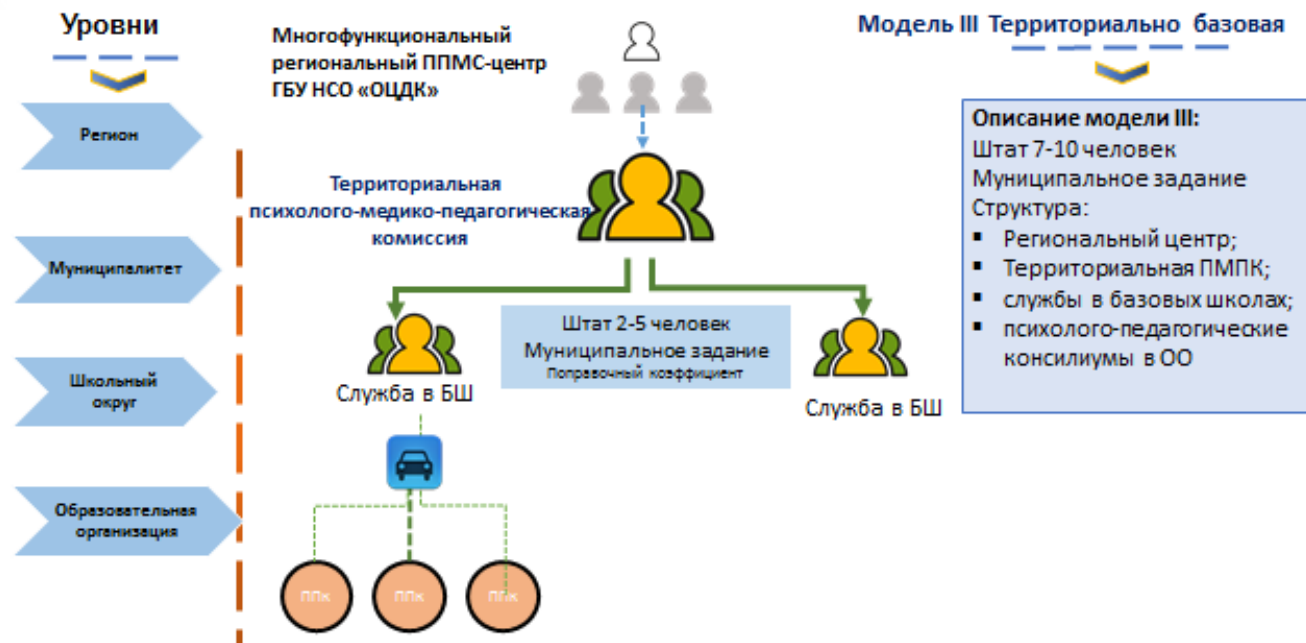 Уровни
Многофункциональный
региональный ППМС-центр
ГБУ НСО «ОЦДК»
Модель III Территориально базовая
Регион
Территориальная
психолого-медико-педагогическая
комиссия
Муниципалитет
Штат 2-5 человек
Муниципальное задание
Поправочный коэффициент
Школьный
округ
Служба в БШ
Служба в БШ
Образовательная
организация
ППк
ППк
ППк
Описание модели III:
Штат 7-10 человек
Муниципальное задание
Структура:
▪ Региональный центр;
▪ Территориальная ПМПК;
▪ службы в базовых школах;
▪ психолого-педагогические
консилиумы в ОО